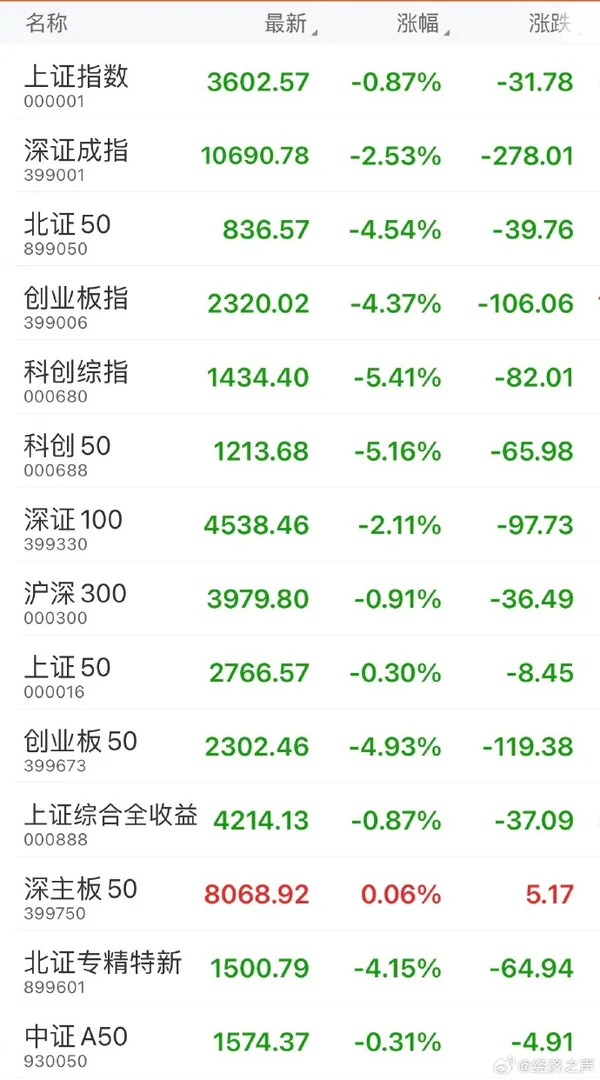 名称 最新 涨幅 涨跌
上证指数 3602.57 -0.87% -31.78
000001
深证成指 10690.78 -2.53% -278.01
399001
北证50 836.57 -4.54% -39.76
899050
创业板指 2320.02 -4.37% -106.06
399006
科创综指 1434.40 -5.41% -82.01
000680
科创50 1213.68 -5.16% -65.98
000688
深证100 4538.46 -2.11% -97.73
399330
沪深300 3979.80 -0.91% -36.49
000300
上证50 2766.57 -0.30% -8.45
000016
创业板50 2302.46 -4.93% -119.38
399673
上证综合全收益 4214.13 -0.87% -37.09
000888
深主板50 8068.92 0.06% 5.17
399750
北证专精特新 1500.79 -4.15% -64.94
899601
中证A50 1574.37 -0.31% -4.91
930050
@经济之声